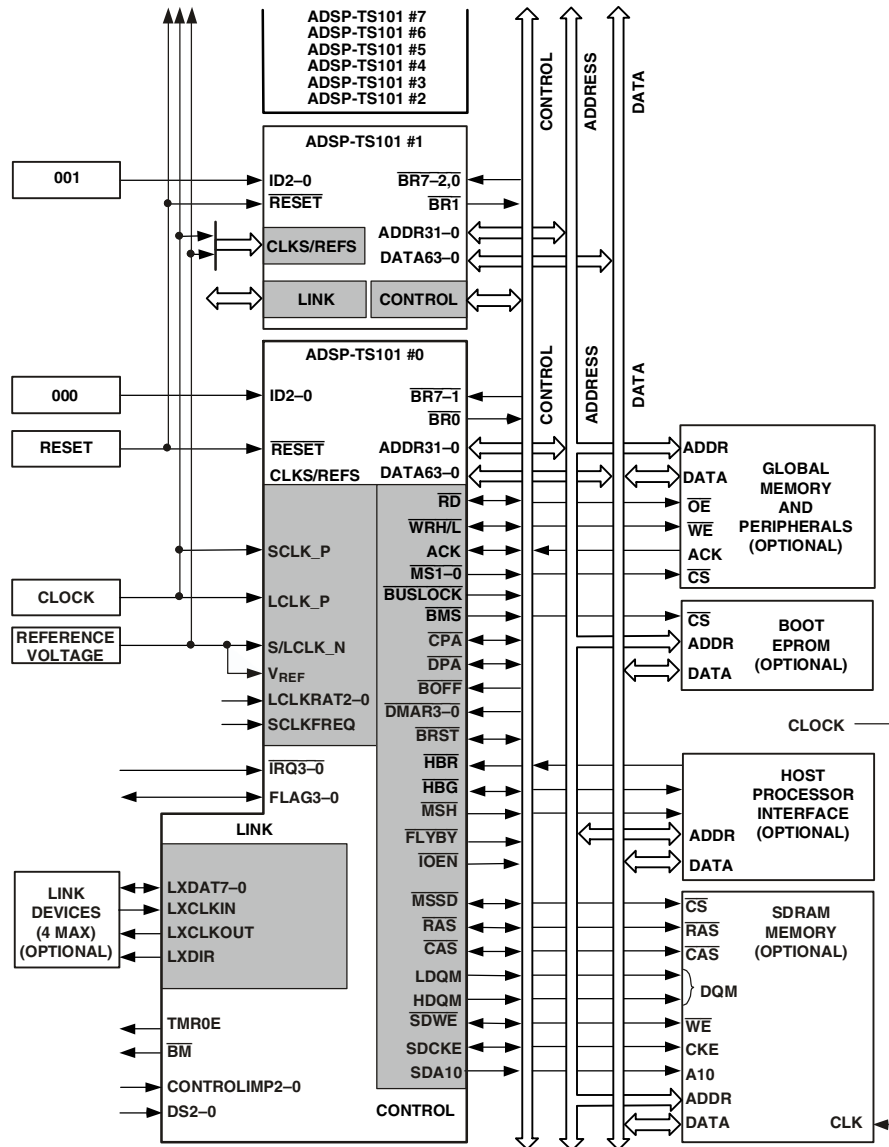 ADSP-TS101 #7
ADSP-TS101 #6
ADSP-TS101 #5
ADSP-TS101 #4
ADSP-TS101 #3
ADSP-TS101 #2
CONTROL
ADDRESS
DATA
ADSP-TS101 #1
001
ID2–0
BR7–2,0
RESET
BR1
ADDR31–0
CLKS/REFS
DATA63–0
LINK
CONTROL
ADSP-TS101 #0
CONTROL
ADDRESS
DATA
000
ID2–0
BR7–1
BR0
RESET
RESET
ADDR31–0
CLKS/REFS
DATA63–0
RD
WRH/L
SCLK_P
ACK
MS1–0
CLOCK
LCLK_P
BUSLOCK
BMS
REFERENCE
VOLTAGE
S/LCLK_N
CPA
VREF
DPA
LCLKRAT2–0
BOFF
SCLKFREQ
DMAR3–0
BRST
IRQ3–0
HBR
FLAG3–0
HBG
MSH
LINK
FLYBY
IOEN
ADDR
DATA
OE
WE
ACK
CS
GLOBAL
MEMORY
AND
PERIPHERALS
(OPTIONAL)
CS
ADDR
DATA
BOOT
EPROM
(OPTIONAL)
CLOCK
HOST
PROCESSOR
INTERFACE
(OPTIONAL)
ADDR
DATA
LINK
DEVICES
(4 MAX)
(OPTIONAL)
LXDAT7–0
LXCLKIN
LXCLKOUT
LXDIR
MSSD
RAS
CAS
LDQM
HDQM
SDWE
SDCKE
SDA10
TMR0E
BM
CONTROLIMP2–0
DS2–0
CONTROL
SDRAM
MEMORY
(OPTIONAL)
CS
RAS
CAS
DQM
WE
CKE
A10
ADDR
DATA
CLK